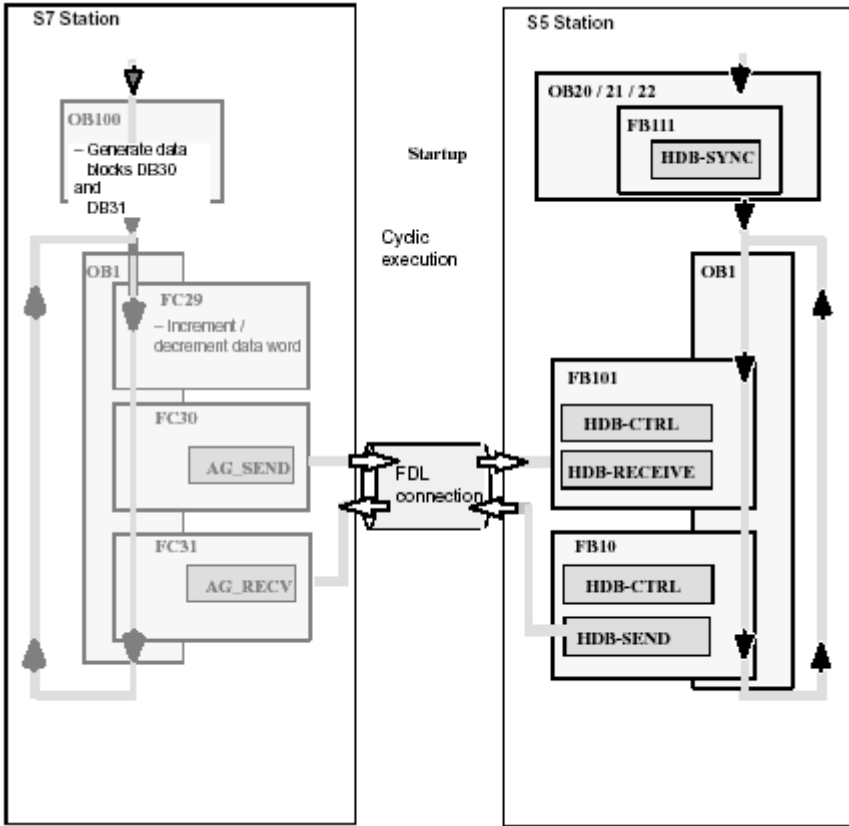 S7 Station
OB100
– Generate data
blocks DB30
and
DB31
OB1
FC29
– Increment /
decrement data word
FC30
AG_SEND
FC31
AG_RECV
Startup
Cyclic
execution
FDL
connection
S5 Station
OB20 / 21 / 22
FB111
HDB-SYNC
OB1
FB101
HDB-CTRL
HDB-RECEIVE
FB10
HDB-CTRL
HDB-SEND